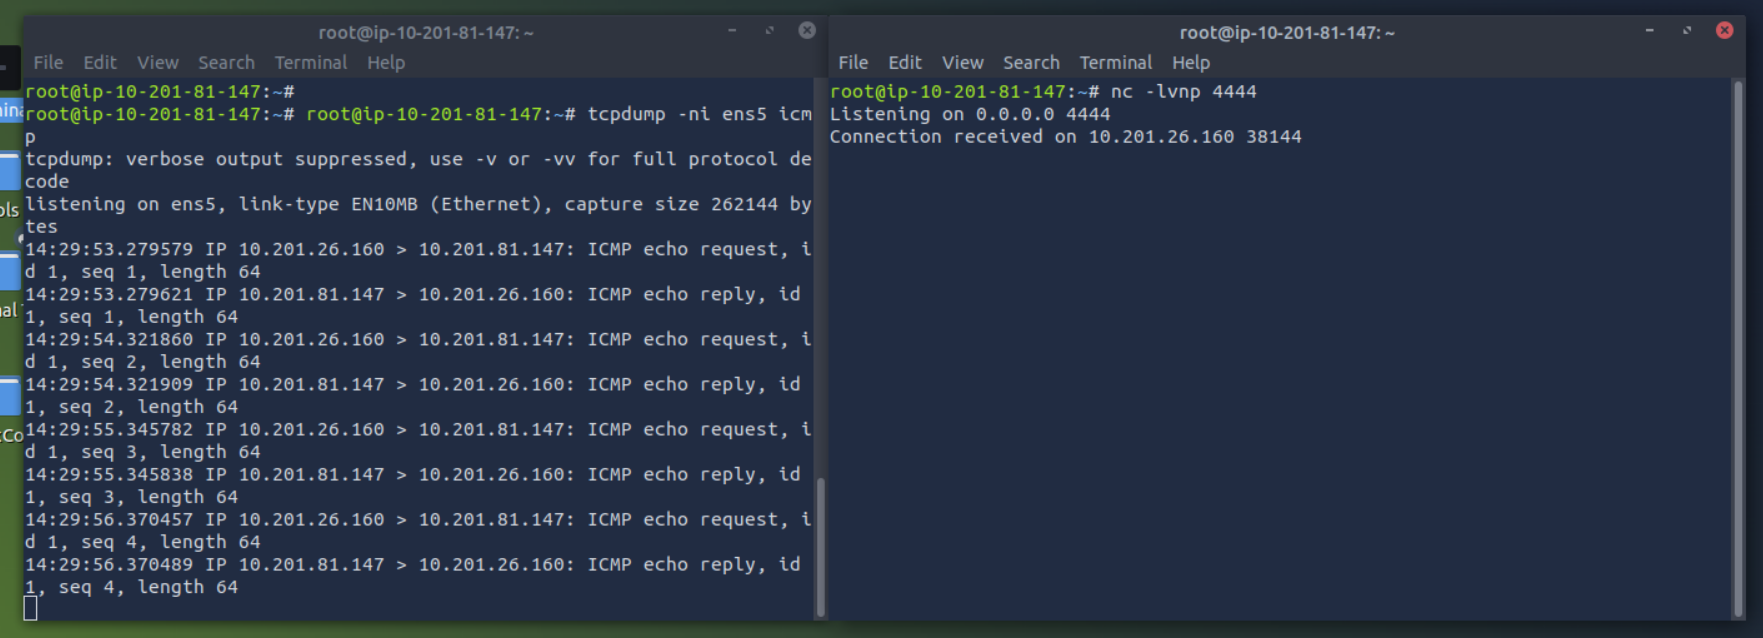 root@ip-10-201-81-147: ~
File Edit View Search Terminal Help
root@ip-10-201-81-147:~#
root@ip-10-201-81-147:~# root@ip-10-201-81-147:~# tcpdump -ni ens5 icm
p
tcpdump: verbose output suppressed, use -v or -vv for full protocol de
code
listening on ens5, link-type EN10MB (Ethernet), capture size 262144 by
tes
14:29:53.279579 IP 10.201.26.160 > 10.201.81.147: ICMP echo request, i
d 1, seq 1, length 64
14:29:53.279621 IP 10.201.81.147 > 10.201.26.160: ICMP echo reply, id
1, seq 1, length 64
14:29:54.321860 IP 10.201.26.160 > 10.201.81.147: ICMP echo request, i
d 1, seq 2, length 64
14:29:54.321909 IP 10.201.81.147 > 10.201.26.160: ICMP echo reply, id
1, seq 2, length 64
14:29:55.345782 IP 10.201.26.160 > 10.201.81.147: ICMP echo request, i
d 1, seq 3, length 64
14:29:55.345838 IP 10.201.81.147 > 10.201.26.160: ICMP echo reply, id
1, seq 3, length 64
14:29:56.370457 IP 10.201.26.160 > 10.201.81.147: ICMP echo request, i
d 1, seq 4, length 64
14:29:56.370489 IP 10.201.81.147 > 10.201.26.160: ICMP echo reply, id
1, seq 4, length 64
root@ip-10-201-81-147: ~
File Edit View Search Terminal Help
root@ip-10-201-81-147:~# nc -lvnp 4444
Listening on 0.0.0.0 4444
Connection received on 10.201.26.160 38144